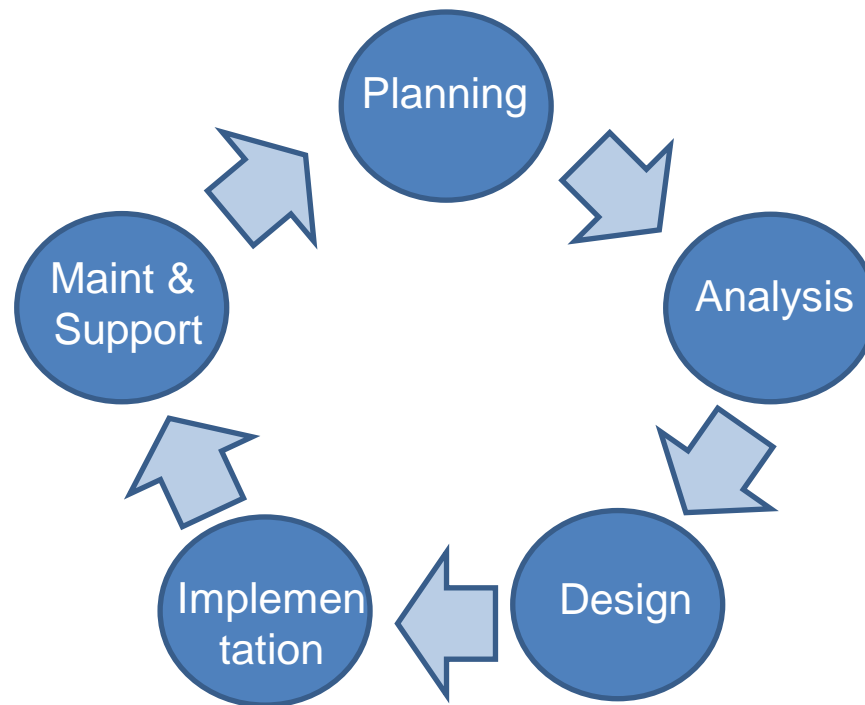 Planning
Analysis
Design
Implemen
tation
Maint &
Support